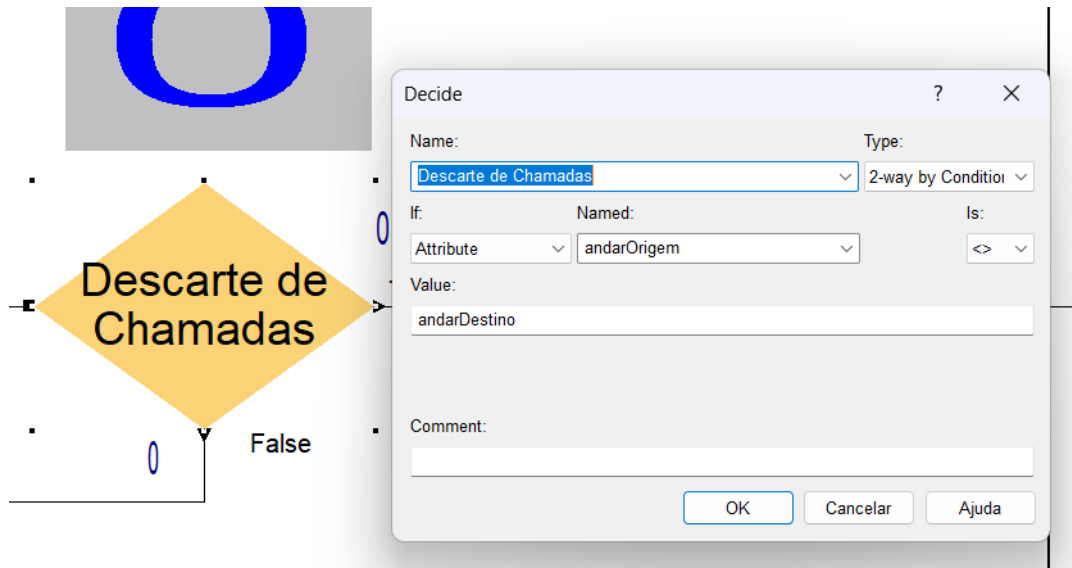 Decide
?
Name:
Type:
Descarte de Chamadas
2-way by Condition
If:
Named:
Is:
Attribute
andarOrigem
<>
Value:
andarDestino
Comment:
OK
Cancelar
Ajuda
Descarte de
Chamadas
0
0
False